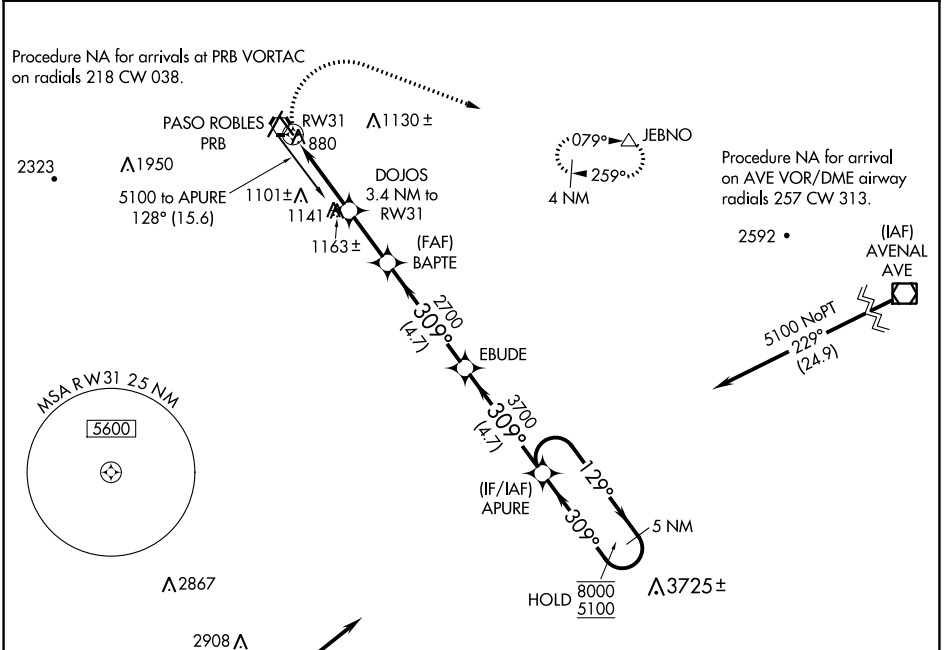 Procedure NA for arrivals at PRB VORTAC
on radials 218 CW 038.
PASO ROBLES
PRB
RW31
880
1130 ±
2323
1950
5100 to APURE
128° (15.6)
1101±
1141
1163 ±
DOJOS
3.4 NM to
RW31
(FAF)
BAPTE
079°
JEBNO
259°
4 NM
Procedure NA for arrival
on AVE VOR/DME airway
radials 257 CW 313.
2592
(IAF)
AVENAL
AVE
5100 NoPT
229°
(24.9)
2700
309°
(4.7)
EBUDE
3700
309°
(4.7)
MSA RW31 25 NM
5600
(IF/IAF)
APURE
129°
309°
5 NM
HOLD
8000
5100
3725 ±
2867
2908